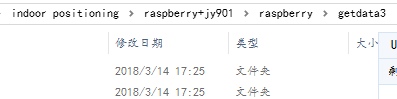 indoor positioning > raspberry+jy901 > raspberry > getdata3
修改日期 类型 大小
2018/3/14 17:25 文件夹
2018/3/14 17:25 文件夹
U